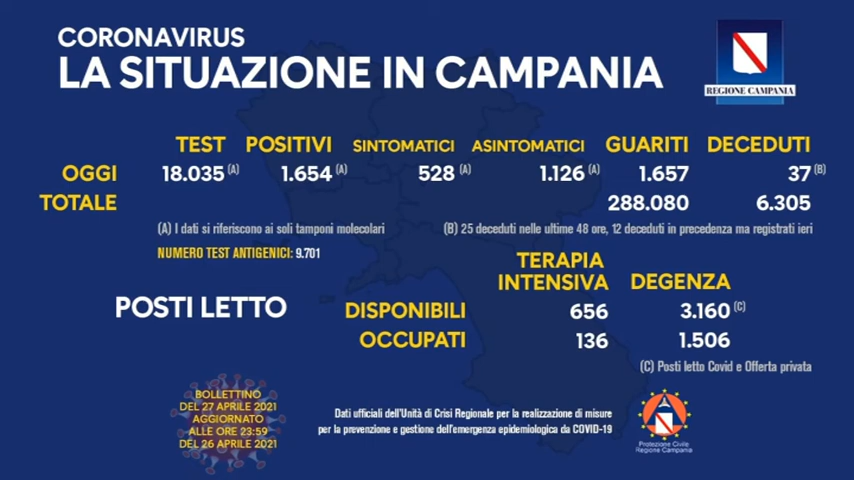 CORONAVIRUS
LA SITUAZIONE IN CAMPANIA
REGIONE CAMPANIA
TEST POSITIVI SINTOMATICI ASINTOMATICI GUARITI DECEDUTI
OGGI 18.035 (A) 1.654 (A) 528 (A) 1.126 (A) 1.657 37 (B)
TOTALE 288.080 6.305
(A) I dati si riferiscono ai soli tamponi molecolari (B) 25 deceduti nelle ultime 48 ore, 12 deceduti in precedenza ma registrati ieri
NUMERO TEST ANTIGENICI: 9.701
TERAPIA
INTENSIVA DEGENZA
POSTI LETTO DISPONIBILI 656 3.160 (C)
OCCUPATI 136 1.506
(C) Posti letto Covid e Offerta privata
BOLLETTINO
DEL 27 APRILE 2021
AGGIORNATO
ALLE ORE 23:59
DEL 26 APRILE 2021
Dati ufficiali dell'Unità di Crisi Regionale per la realizzazione di misure
per la prevenzione e gestione dell'emergenza epidemiologica da COVID-19
Protezione Civile
Regione Campania